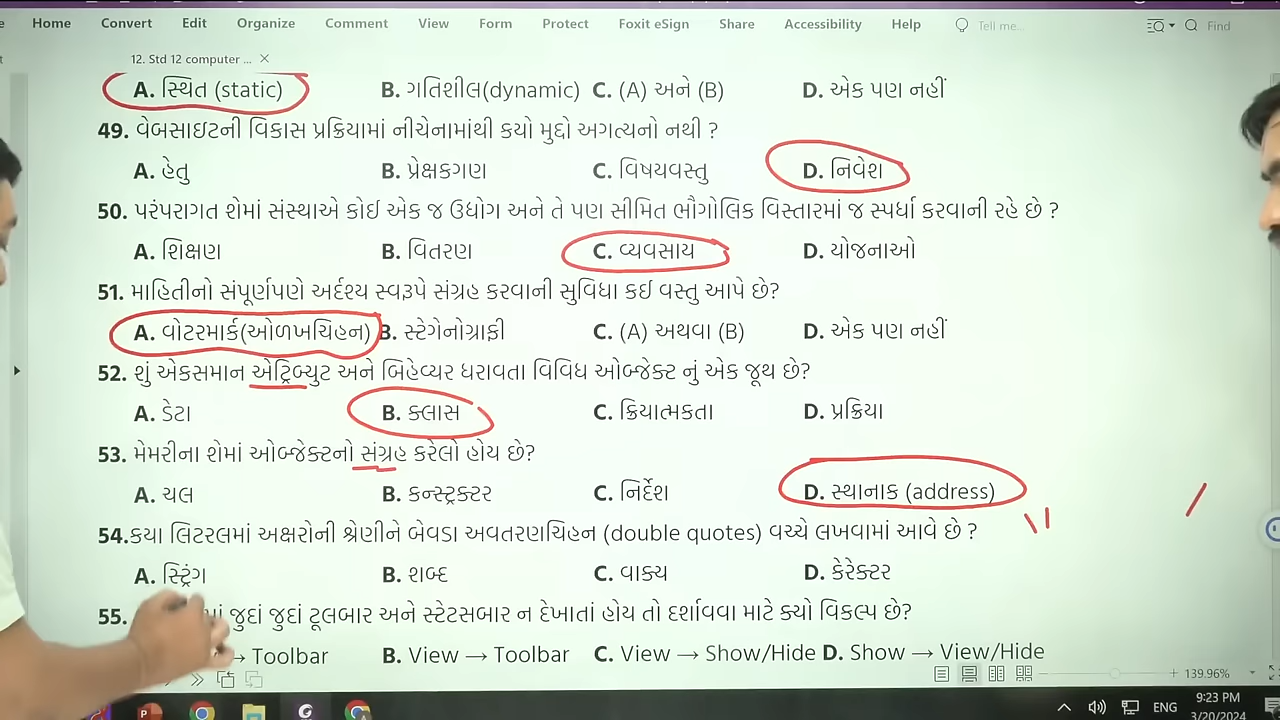 Home Convert Edit Organize Comment View Form Protect Foxit eSign Share Accessibility Help Tell me... Find
12. Std 12 computer ... ×
A. સ્થિત (static) B. ગતિશીલ(dynamic) C. (A) અને (B) D. એક પણ નહીં
49. વેબસાઇટની વિકાસ પ્રક્રિયામાં નીચેનામાંથી કયો મુદ્દો અગત્યનો નથી ?
A. હેતુ B. પ્રેક્ષકગણ C. વિષયવસ્તુ D. નિવેશ
50. પરંપરાગત શેમાં સંસ્થાએ કોઈ એક જ ઉદ્યોગ અને તે પણ સીમિત ભૌગોલિક વિસ્તારમાં જ સ્પર્ધા કરવાની રહે છે ?
A. શિક્ષણ B. વિતરણ C. વ્યવસાય D. યોજનાઓ
51. માહિતીનો સંપૂર્ણપણે અર્દશ્ય સ્વરૂપે સંગ્રહ કરવાની સુવિધા કઈ વસ્તુ આપે છે?
A. વોટરમાર્ક(ઓળખચિહન) B. સ્ટેગેનોગ્રાફી C. (A) અથવા (B) D. એક પણ નહીં
52. શું એકસમાન એટ્રિબ્યુટ અને બિહેવ્યર ધરાવતા વિવિધ ઓબ્જેક્ટ નું એક જૂથ છે?
A. ડેટા B. ક્લાસ C. ક્રિયાત્મકતા D. પ્રક્રિયા
53. મેમરીના શેમાં ઓબ્જેક્ટનો સંગ્રહ કરેલો હોય છે?
A. ચલ B. કન્સ્ટ્રક્ટર C. નિર્દેશ D. સ્થાનાક (address)
54.કયા લિટરલમાં અક્ષરોની શ્રેણીને બેવડા અવતરણચિહન (double quotes) વચ્ચે લખવામાં આવે છે ?
A. સ્ટ્રિંગ B. શબ્દ C. વાક્ય D. કેરેક્ટર
55. જુદાં જુદાં ટૂલબાર અને સ્ટેટસબાર ન દેખાતાં હોય તો દર્શાવવા માટે ક્યો વિકલ્પ છે?
→ Toolbar B. View → Toolbar C. View → Show/Hide D. Show → View/Hide
139.96%
ENG 9:23 PM
3/20/2024